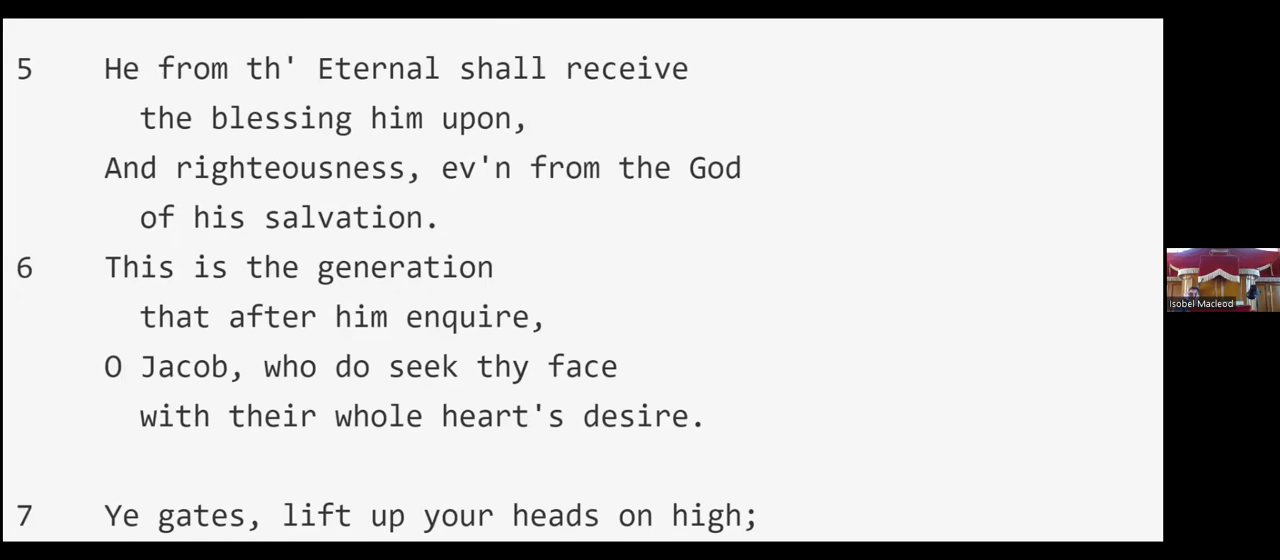 5 He from th' Eternal shall receive
the blessing him upon,
And righteousness, ev'n from the God
of his salvation.
6 This is the generation
that after him enquire,
O Jacob, who do seek thy face
with their whole heart's desire.
7 Ye gates, lift up your heads on high;
Isobel Macleod